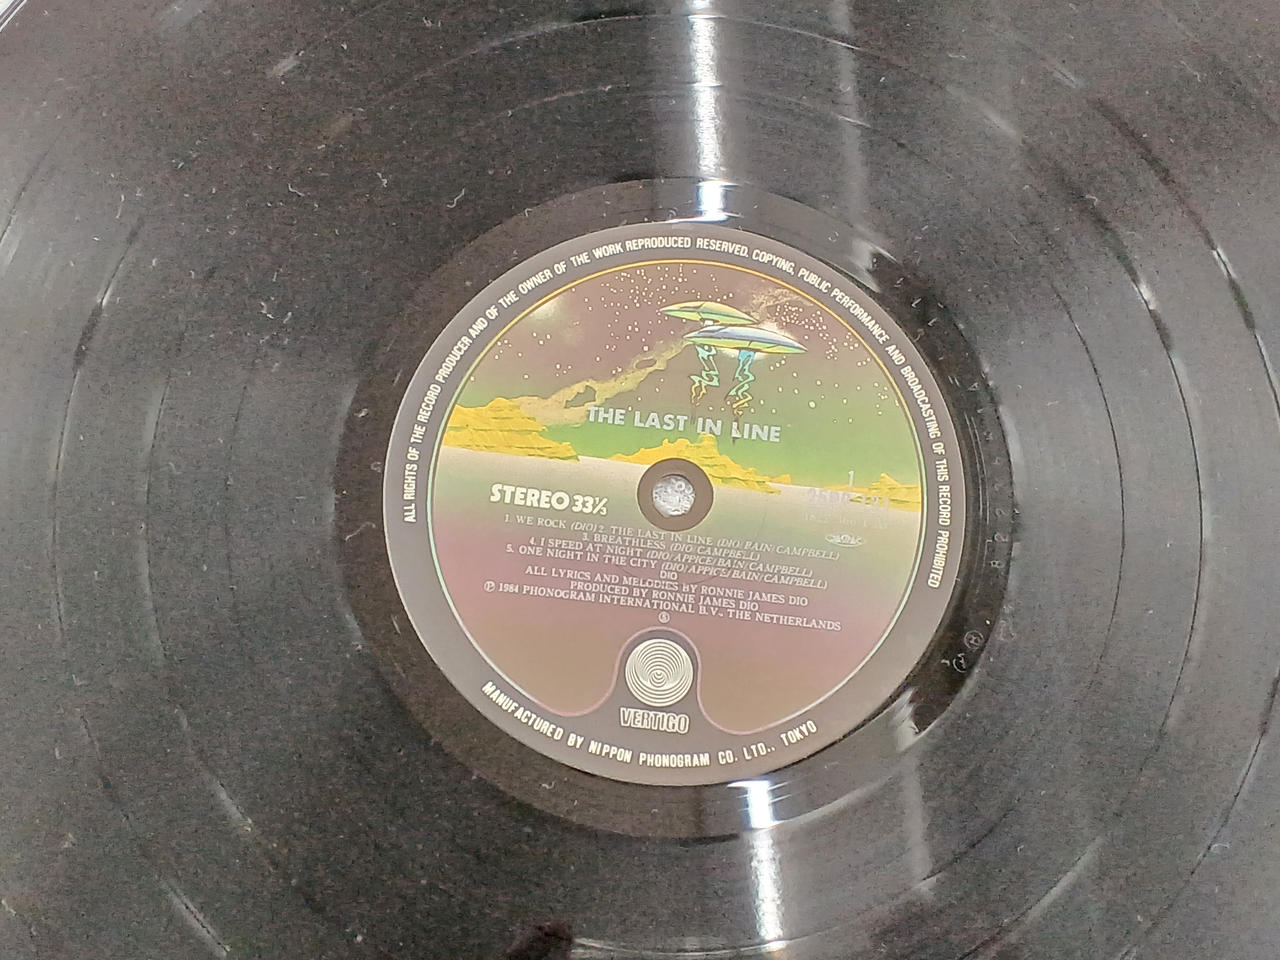 ALL RIGHTS OF THE RECORD PRODUCER AND OF THE OWNER OF THE WORK REPRODUCED RESERVED. COPYING, PUBLIC PERFORMANCE AND BROADCASTING OF THIS RECORD PROHIBITED
THE LAST IN LINE
1
STEREO 33⅓
1. WE ROCK (DIO) 2. THE LAST IN LINE (DIO/BAIN/CAMPBELL)
3. BREATHLESS (DIO/CAMPBELL)
4. I SPEED AT NIGHT (DIO/APPICE/BAIN/CAMPBELL)
5. ONE NIGHT IN THE CITY (DIO/APPICE/BAIN/CAMPBELL)
DIO
ALL LYRICS AND MELODIES BY RONNIE JAMES DIO
PRODUCED BY RONNIE JAMES DIO
Ⓟ 1984 PHONOGRAM INTERNATIONAL B.V., THE NETHERLANDS
Ⓢ
VERTIGO
MANUFACTURED BY NIPPON PHONOGRAM CO. LTD., TOKYO